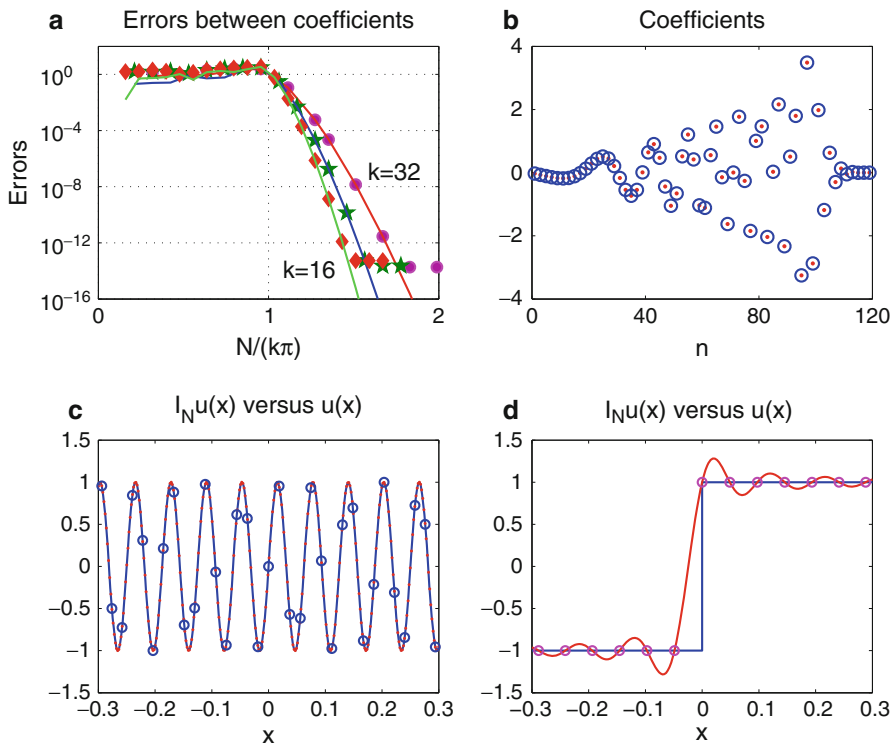 a Errors between coefficients
10^0
10^−4
10^−8
10^−12
10^−16
Errors
k=32
k=16
0 1 2
N/(kπ)
b Coefficients
4
2
0
−2
−4
0 40 80 120
n
c I_N u(x) versus u(x)
1.5
1
0.5
0
−0.5
−1
−1.5
−0.3 −0.2 −0.1 0 0.1 0.2 0.3
x
d I_N u(x) versus u(x)
1.5
1
0.5
0
−0.5
−1
−1.5
−0.3 −0.2 −0.1 0 0.1 0.2 0.3
x